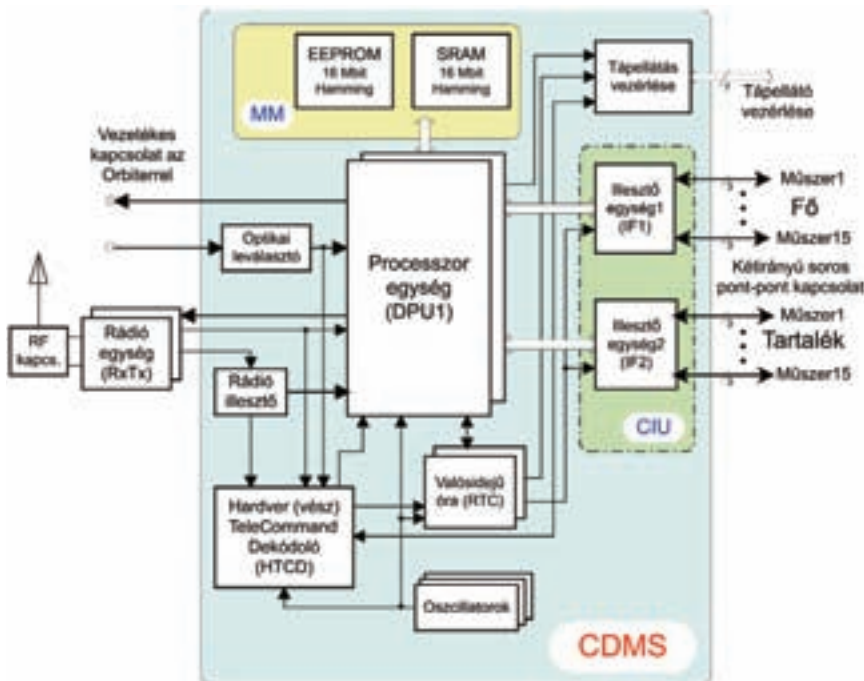 EEPROM
16 Mbit
Hamming
SRAM
16 Mbit
Hamming
MM
Tápellátás
vezérlése
Tápellátó
vezérlése
Vezetékes
kapcsolat az
Orbiterrel
Optikai
leválasztó
Processzor
egység
(DPU1)
Illesztő
egység1
(IF1)
Műszer1
Fő
Műszer15
Kétirányú soros
pont-pont kapcsolat
Illesztő
egység2
(IF2)
Műszer1
Tartalék
Műszer15
CIU
RF
kapcs.
Rádió
egység
(RxTx)
Rádió
illesztő
Hardver (vész)
TeleCommand
Dekódoló
(HTCD)
Valósidejű
óra (RTC)
Oszcillátorok
CDMS